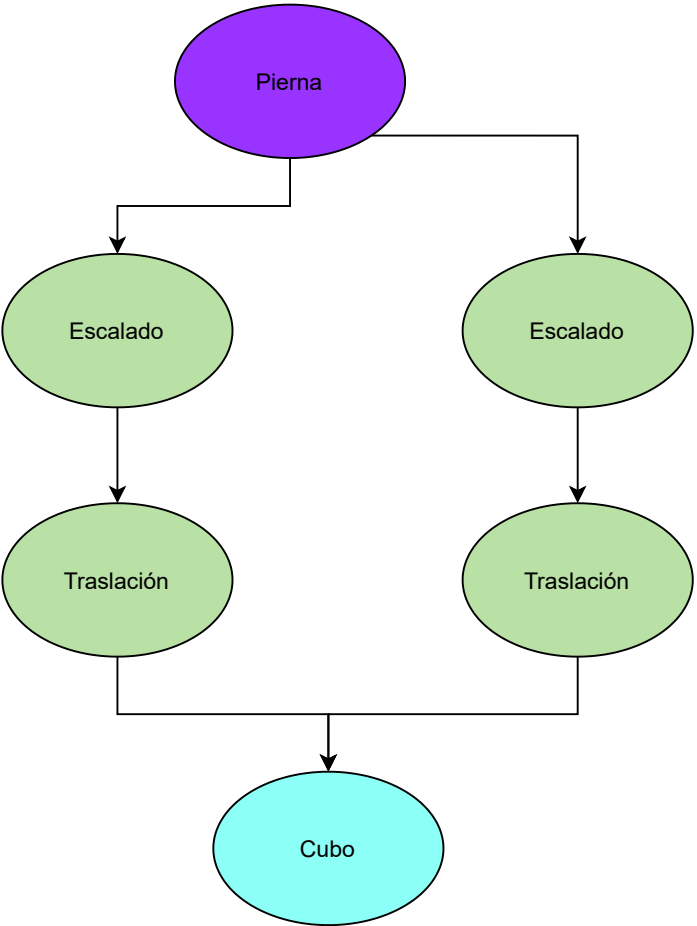 Pierna
Escalado
Escalado
Traslación
Traslación
Cubo